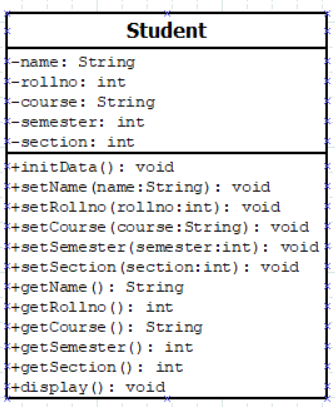 Student
-name: String
-rollno: int
-course: String
-semester: int
-section: int
+initData(): void
+setName(name:String): void
+setRollno(rollno:int): void
+setCourse(course:String): void
+setSemester(semester:int): void
+setSection(section:int): void
+getName(): String
+getRollno(): int
+getCourse(): String
+getSemester(): int
+getSection(): int
+display(): void